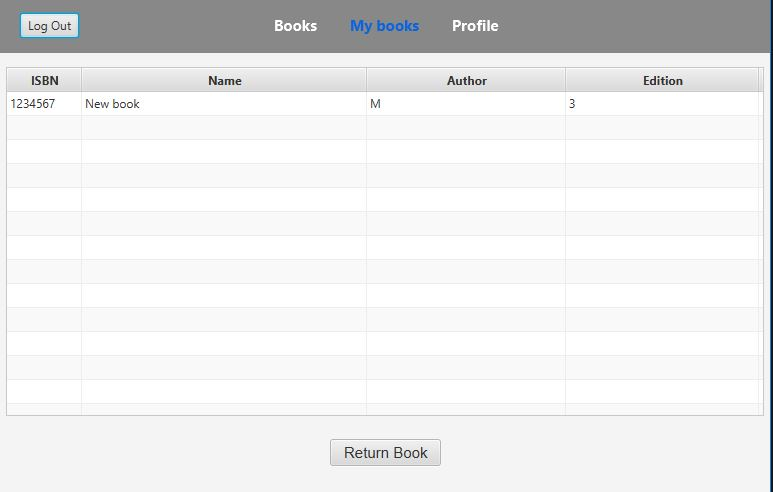 Log Out Books My books Profile
ISBN Name Author Edition
1234567 New book M 3
Return Book